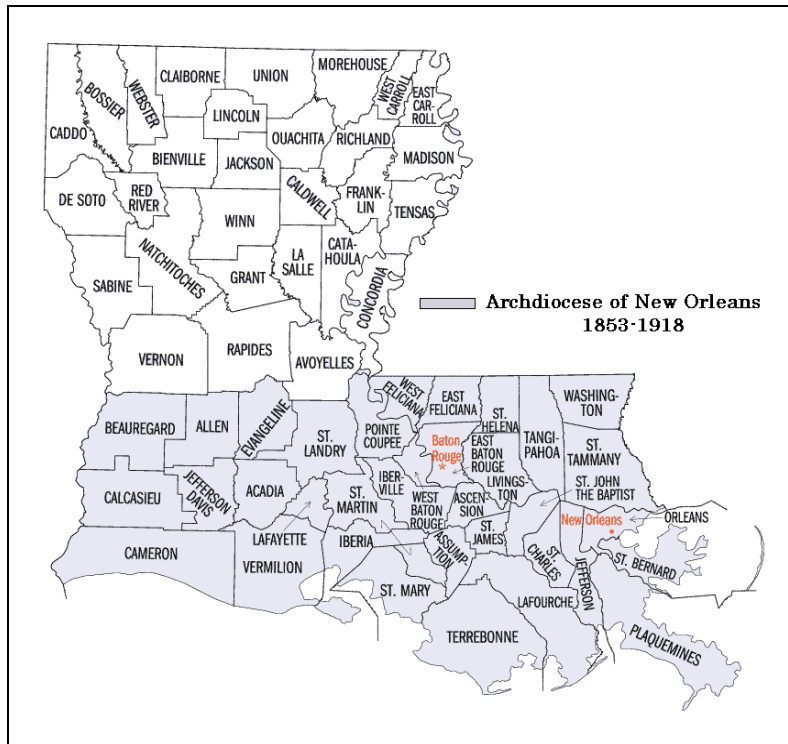 MOREHOUSE
UNION
CLAIBORNE
WEST
CARROLL
EAST
CAR-
ROLL
WEBSTER
BOSSIER
LINCOLN
CADDO
OUACHITA
RICHLAND
MADISON
BIENVILLE
JACKSON
CALDWELL
FRANK-
LIN
RED
RIVER
DE SOTO
TENSAS
WINN
NATCHITOCHES
LA
SALLE
CATA-
HOULA
CONCORDIA
SABINE
GRANT
Archdiocese of New Orleans
1853-1918
VERNON
RAPIDES
AVOYELLES
WEST
FELICIANA
EAST
FELICIANA
ST.
HELENA
WASHING-
TON
BEAUREGARD
ALLEN
EVANGELINE
ST.
LANDRY
POINTE
COUPEE
Baton
Rouge
EAST
BATON
ROUGE
TANGI-
PAHOA
ST.
TAMMANY
CALCASIEU
JEFFERSON
DAVIS
ACADIA
ST.
MARTIN
IBER-
VILLE
WEST
BATON
ROUGE
LIVINGS-
TON
ASCEN-
SION
ST. JOHN
THE BAPTIST
New Orleans
ORLEANS
LAFAYETTE
IBERIA
ASSUMP-
TION
ST.
JAMES
CAMERON
VERMILION
ST. MARY
ST.
CHARLES
JEFFERSON
ST. BERNARD
LAFOURCHE
TERREBONNE
PLAQUEMINES